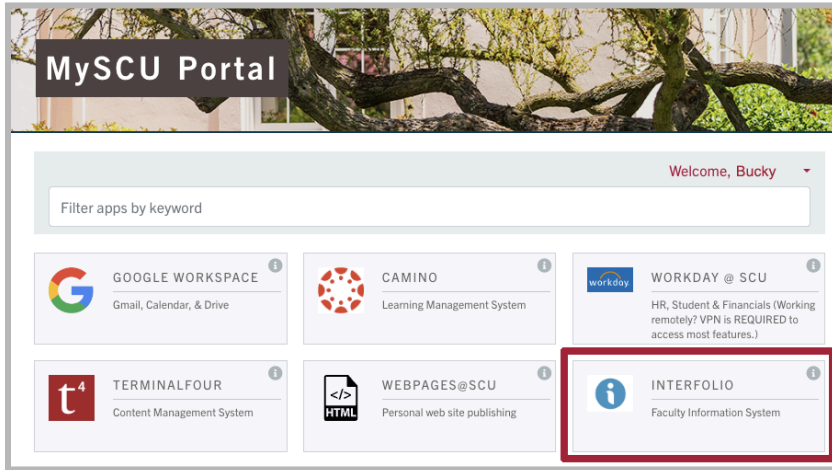 MySCU Portal
Welcome, Bucky
Filter apps by keyword
GOOGLE WORKSPACE
Gmail, Calendar, & Drive
CAMINO
Learning Management System
workday.
WORKDAY @ SCU
HR, Student & Financials (Working
remotely? VPN is REQUIRED to
access most features.)
t4
TERMINALFOUR
Content Management System
</>
HTML
WEBPAGES@SCU
Personal web site publishing
INTERFOLIO
Faculty Information System